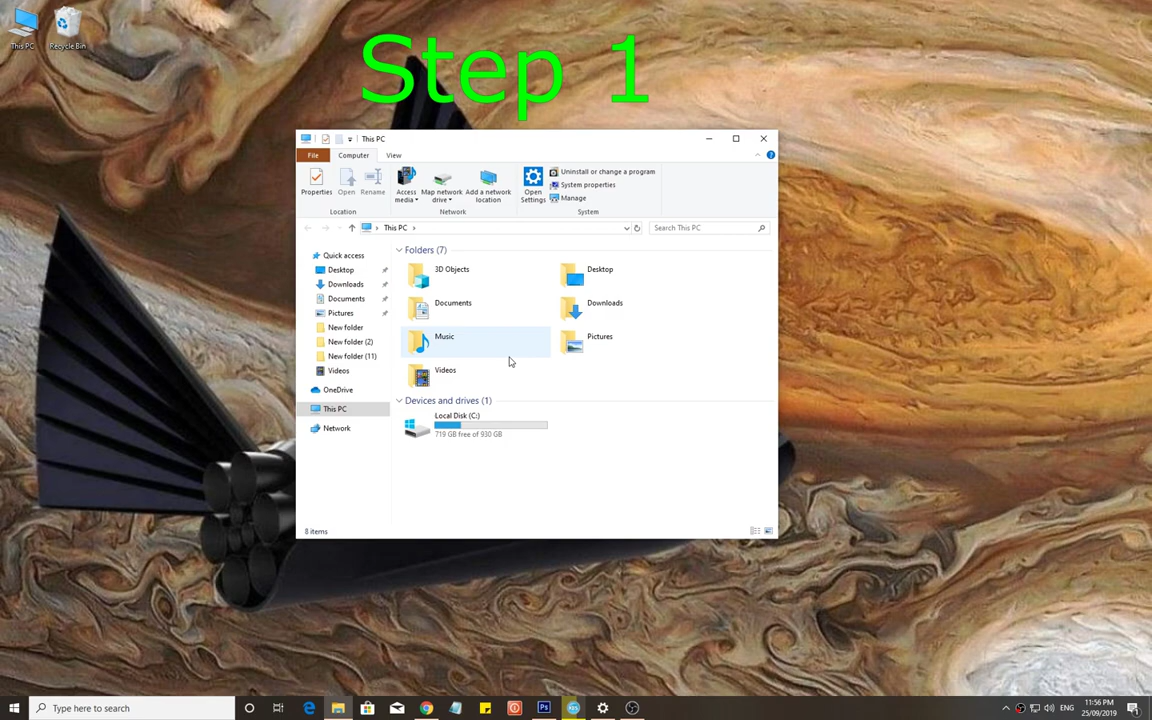 This PC
Recycle Bin
Step 1
This PC
File
Computer
View
Properties
Open
Rename
Access media
Map network drive
Add a network location
Open Settings
Uninstall or change a program
System properties
Manage
Location
Network
System
This PC
Search This PC
Quick access
Desktop
Downloads
Documents
Pictures
New folder
New folder (2)
New folder (11)
Videos
OneDrive
This PC
Network
Folders (7)
3D Objects
Desktop
Documents
Downloads
Music
Pictures
Videos
Devices and drives (1)
Local Disk (C:)
719 GB free of 930 GB
8 items
Type here to search
Ps
ENG
11:56 PM
25/09/2019
1